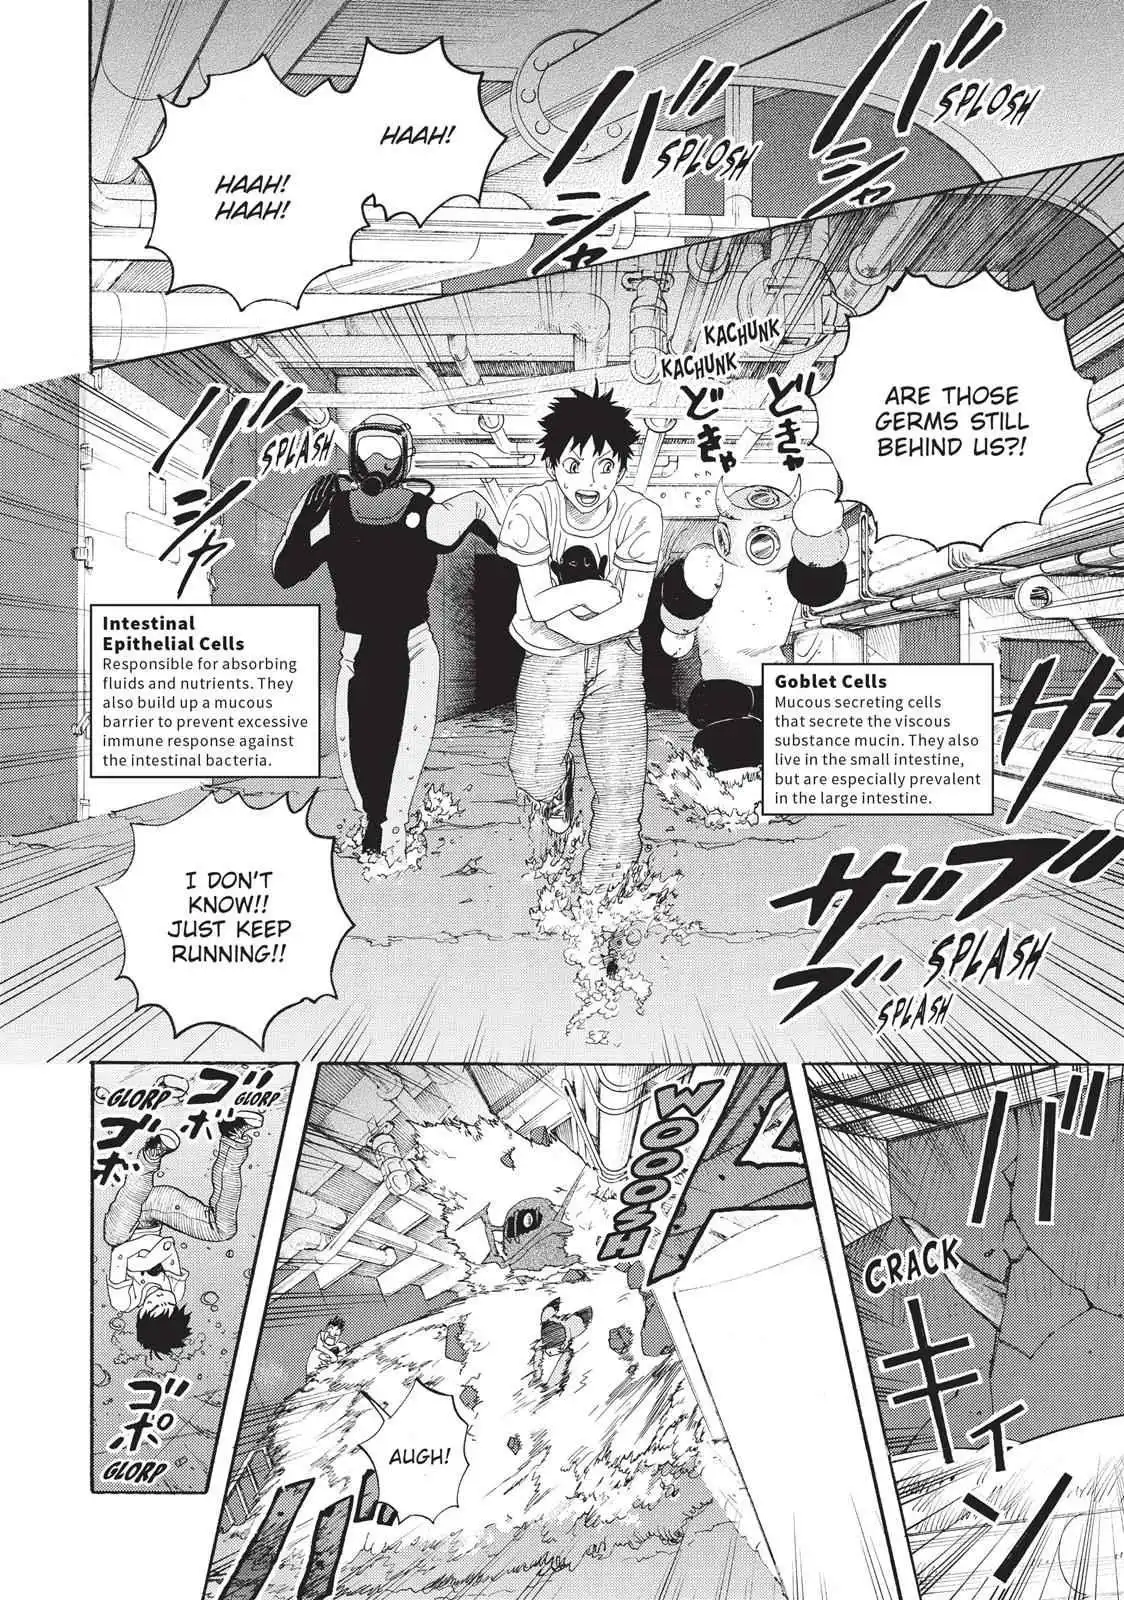 バシャ
SPLOSH
バシャ
SPLOSH
HAAH!
HAAH!
HAAH!
ARE THOSE
GERMS STILL
BEHIND US?!
KACHUNK
KACHUNK
どきゃ
どきゃ
バシャ
SPLASH
Intestinal
Epithelial Cells
Responsible for absorbing
fluids and nutrients. They
also build up a mucous
barrier to prevent excessive
immune response against
the intestinal bacteria.
Goblet Cells
Mucous secreting cells
that secrete the viscous
substance mucin. They also
live in the small intestine,
but are especially prevalent
in the large intestine.
I DON'T
KNOW!!
JUST KEEP
RUNNING!!
ザブ
ザブ
SPLASH
SPLASH
バキィン
CRACK
WOOOSH
AUGH!
ゴボ
GLORP
ゴボ
GLORP
ゴポ
GLORP